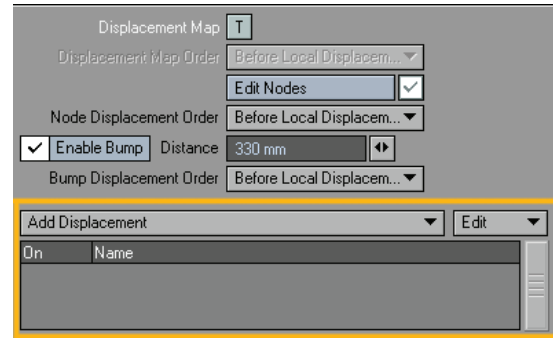 Displacement Map T
Displacement Map Order Before Local Displacem...
Edit Nodes
Node Displacement Order Before Local Displacem...
Enable Bump Distance 330 mm
Bump Displacement Order Before Local Displacem...
Add Displacement Edit
On Name